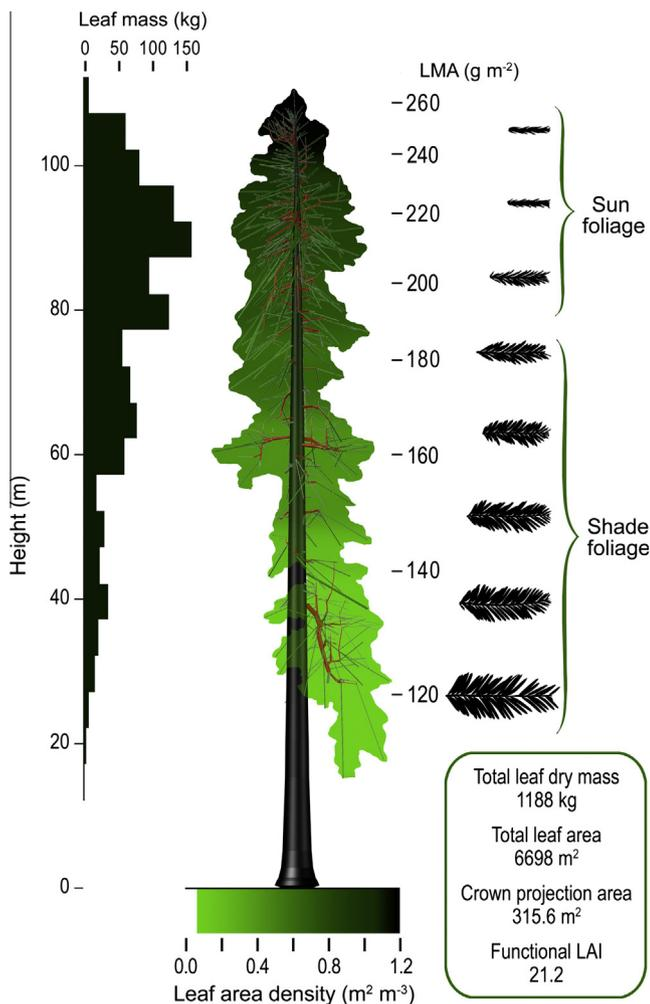 Leaf mass (kg)
0 50 100 150
LMA (g m-2)
260
240
220
200
180
160
140
120
Sun
foliage
Shade
foliage
Height (m)
100
80
60
40
20
0
Total leaf dry mass
1188 kg
Total leaf area
6698 m2
Crown projection area
315.6 m2
Functional LAI
21.2
0.0 0.4 0.8 1.2
Leaf area density (m2 m-3)